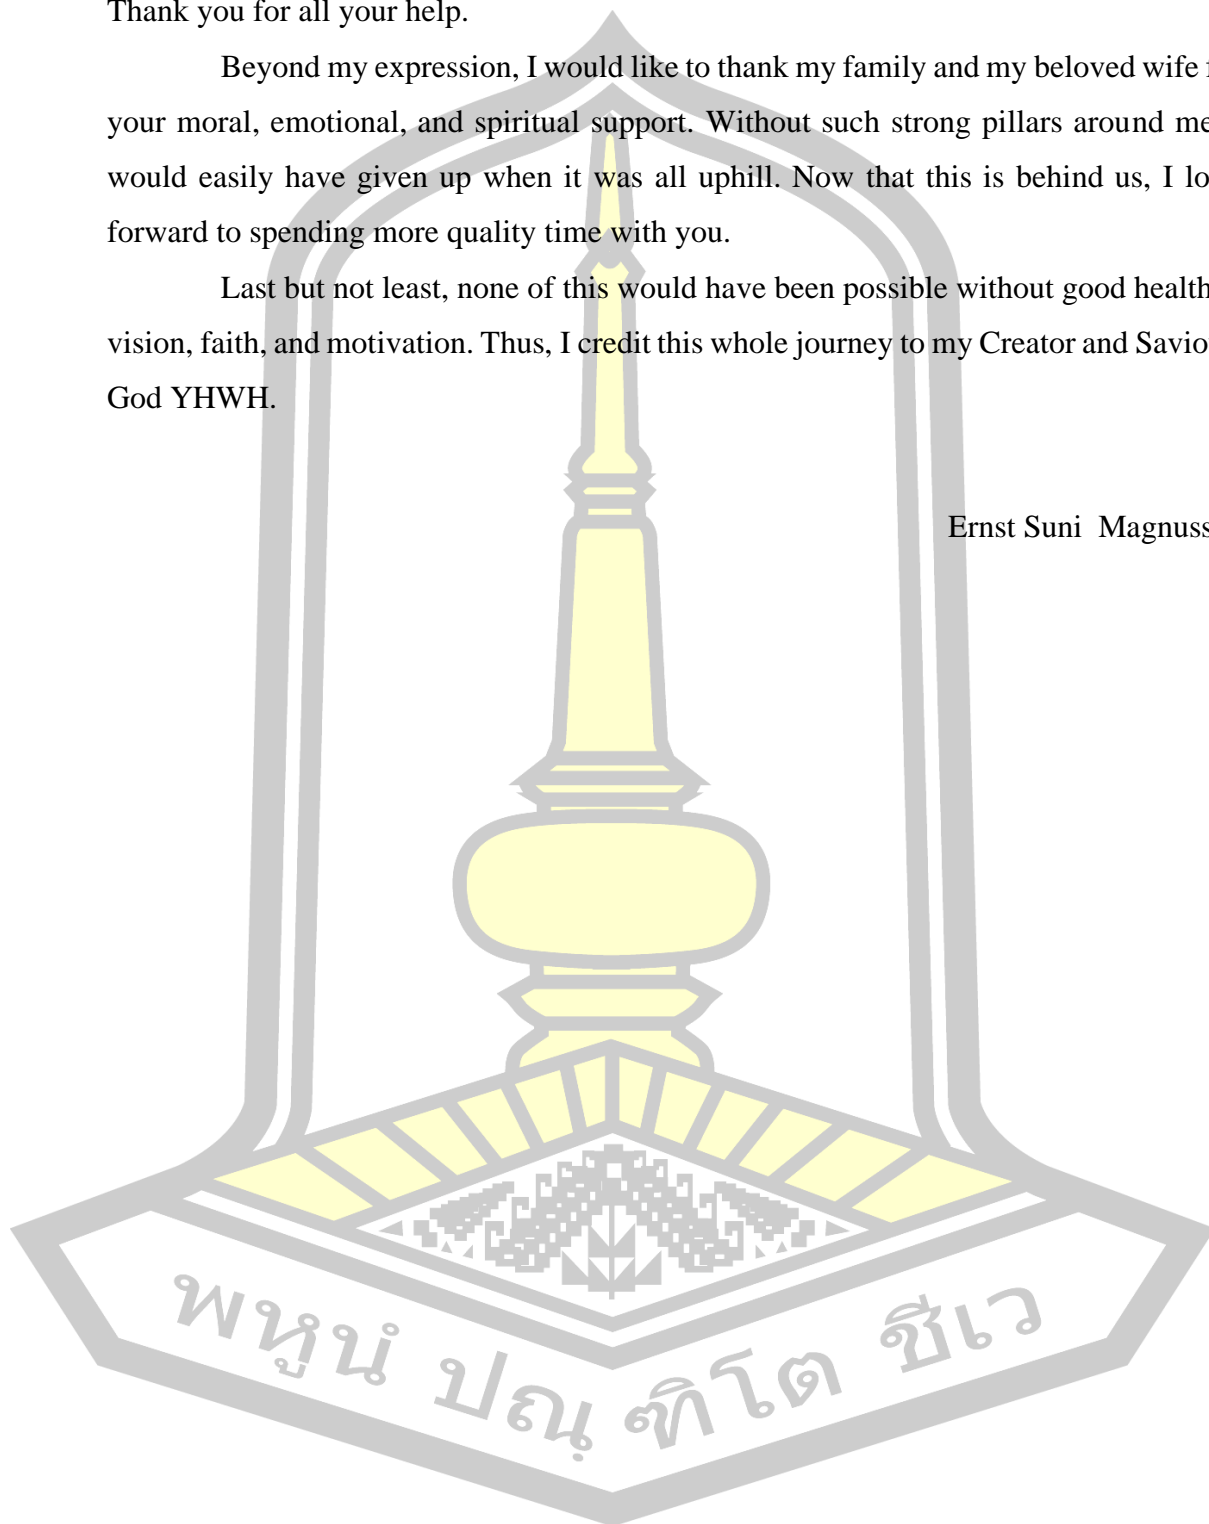 Thank you for all your help.
Beyond my expression, I would like to thank my family and my beloved wife
your moral, emotional, and spiritual support. Without such strong pillars around me
would easily have given up when it was all uphill. Now that this is behind us, I lo
forward to spending more quality time with you.
Last but not least, none of this would have been possible without good health
vision, faith, and motivation. Thus, I credit this whole journey to my Creator and Savio
God YHWH.
Ernst Suni Magnuss
พหูนํ ปณฺฑิโต ชีเว